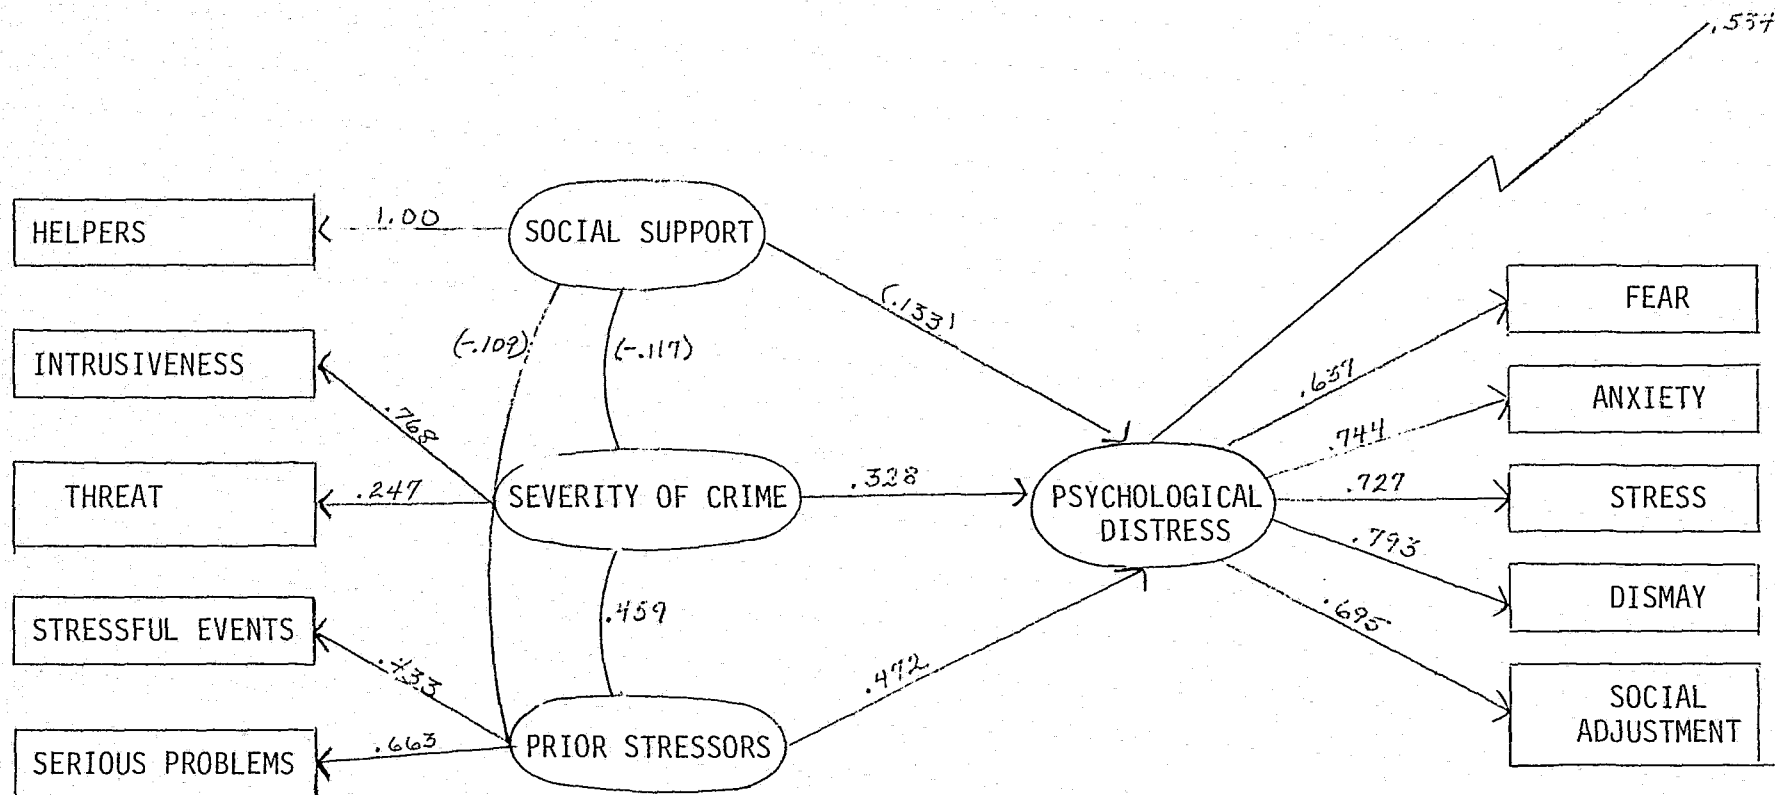 .534
HELPERS
1.00
SOCIAL SUPPORT
(.133)
FEAR
INTRUSIVENESS
(-.109)
(-.117)
.637
ANXIETY
.768
.744
THREAT
.247
SEVERITY OF CRIME
.328
PSYCHOLOGICAL
DISTRESS
.727
STRESS
.793
DISMAY
STRESSFUL EVENTS
.459
.695
.433
.472
SOCIAL
ADJUSTMENT
SERIOUS PROBLEMS
.663
PRIOR STRESSORS